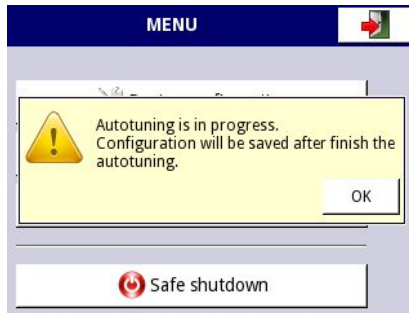 MENU
Autotuning is in progress.
Configuration will be saved after finish the
autotuning.
OK
Safe shutdown